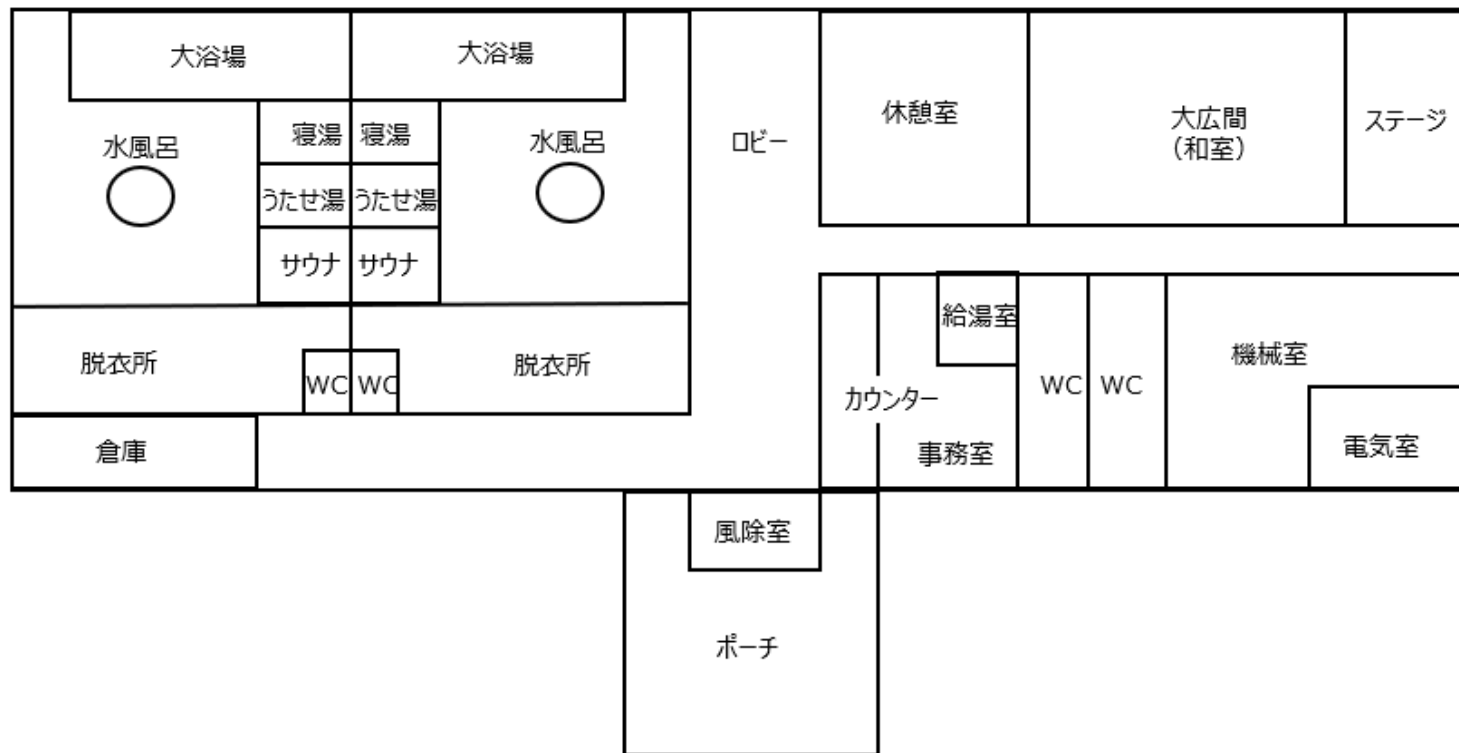 大浴場
大浴場
寝湯
寝湯
水風呂
水風呂
うたせ湯
うたせ湯
サウナ
サウナ
脱衣所
脱衣所
WC
WC
倉庫
ロビー
休憩室
大広間
(和室)
ステージ
給湯室
カウンター
事務室
WC
WC
機械室
電気室
風除室
ポーチ